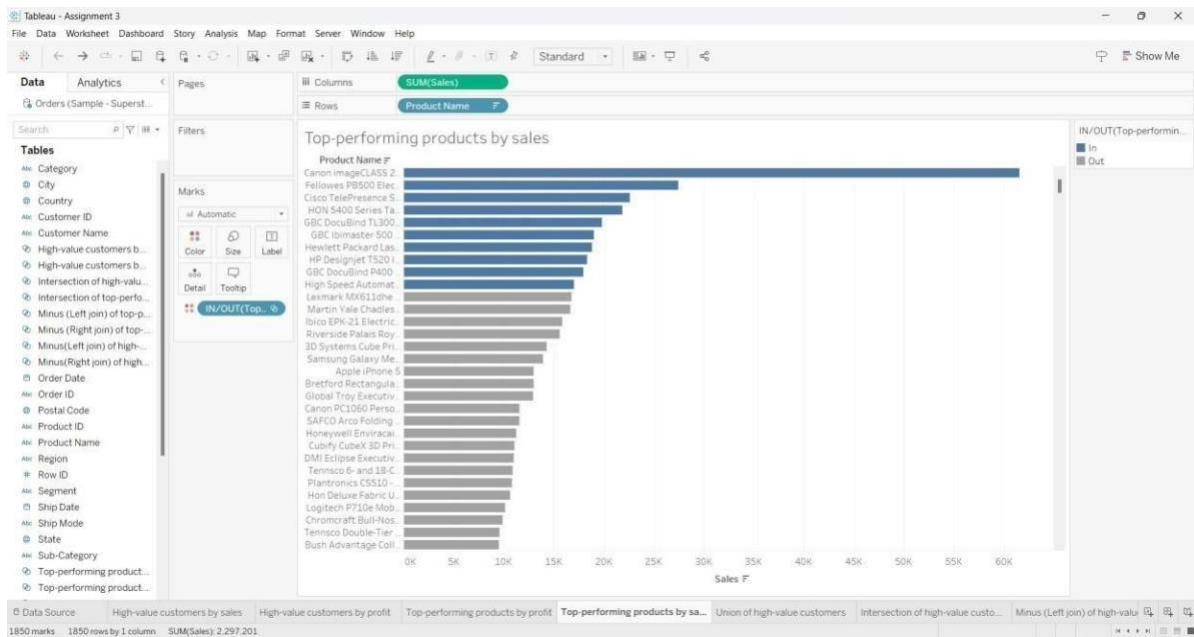 Tableau - Assignment 3
File Data Worksheet Dashboard Story Analysis Map Format Server Window Help
Standard
Show Me
Data Analytics
Orders (Sample - Superst...
Search
Tables
Abc Category
City
Country
Abc Customer ID
Abc Customer Name
High-value customers b...
High-value customers b...
Intersection of high-valu...
Intersection of top-perfo...
Minus (Left join) of top-p...
Minus (Right join) of top-...
Minus(Left join) of high-...
Minus(Right join) of high...
Order Date
Abc Order ID
Postal Code
Abc Product ID
Abc Product Name
Abc Region
# Row ID
Abc Segment
Ship Date
Abc Ship Mode
State
Abc Sub-Category
Top-performing product...
Top-performing product...
Pages
Filters
Marks
Automatic
Color Size Label
Detail Tooltip
IN/OUT(Top..
Columns SUM(Sales)
Rows Product Name
Top-performing products by sales
Product Name
Canon imageCLASS 2..
Fellowes PB500 Elec..
Cisco TelePresence S..
HON 5400 Series Ta..
GBC DocuBind TL300..
GBC Ibimaster 500 ..
Hewlett Packard Las..
HP Designjet T520 I..
GBC DocuBind P400 ..
High Speed Automat..
Lexmark MX611dhe ..
Martin Yale Chadles..
Ibico EPK-21 Electric..
Riverside Palais Roy..
3D Systems Cube Pri..
Samsung Galaxy Me..
Apple iPhone 5
Bretford Rectangula..
Global Troy Executiv..
Canon PC1060 Perso..
SAFCO Arco Folding ..
Honeywell Enviracai..
Cubify CubeX 3D Pri..
DMI Eclipse Executiv..
Tennsco 6- and 18-C..
Plantronics CS510 -..
Hon Deluxe Fabric U..
Logitech P710e Mob..
Chromcraft Bull-Nos..
Tennsco Double-Tier ..
Bush Advantage Coll..
0K 5K 10K 15K 20K 25K 30K 35K 40K 45K 50K 55K 60K
Sales
IN/OUT(Top-performin...
In
Out
Data Source High-value customers by sales High-value customers by profit Top-performing products by profit Top-performing products by sa... Union of high-value customers Intersection of high-value custo... Minus (Left join) of high-valu
1850 marks 1850 rows by 1 column SUM(Sales): 2,297,201